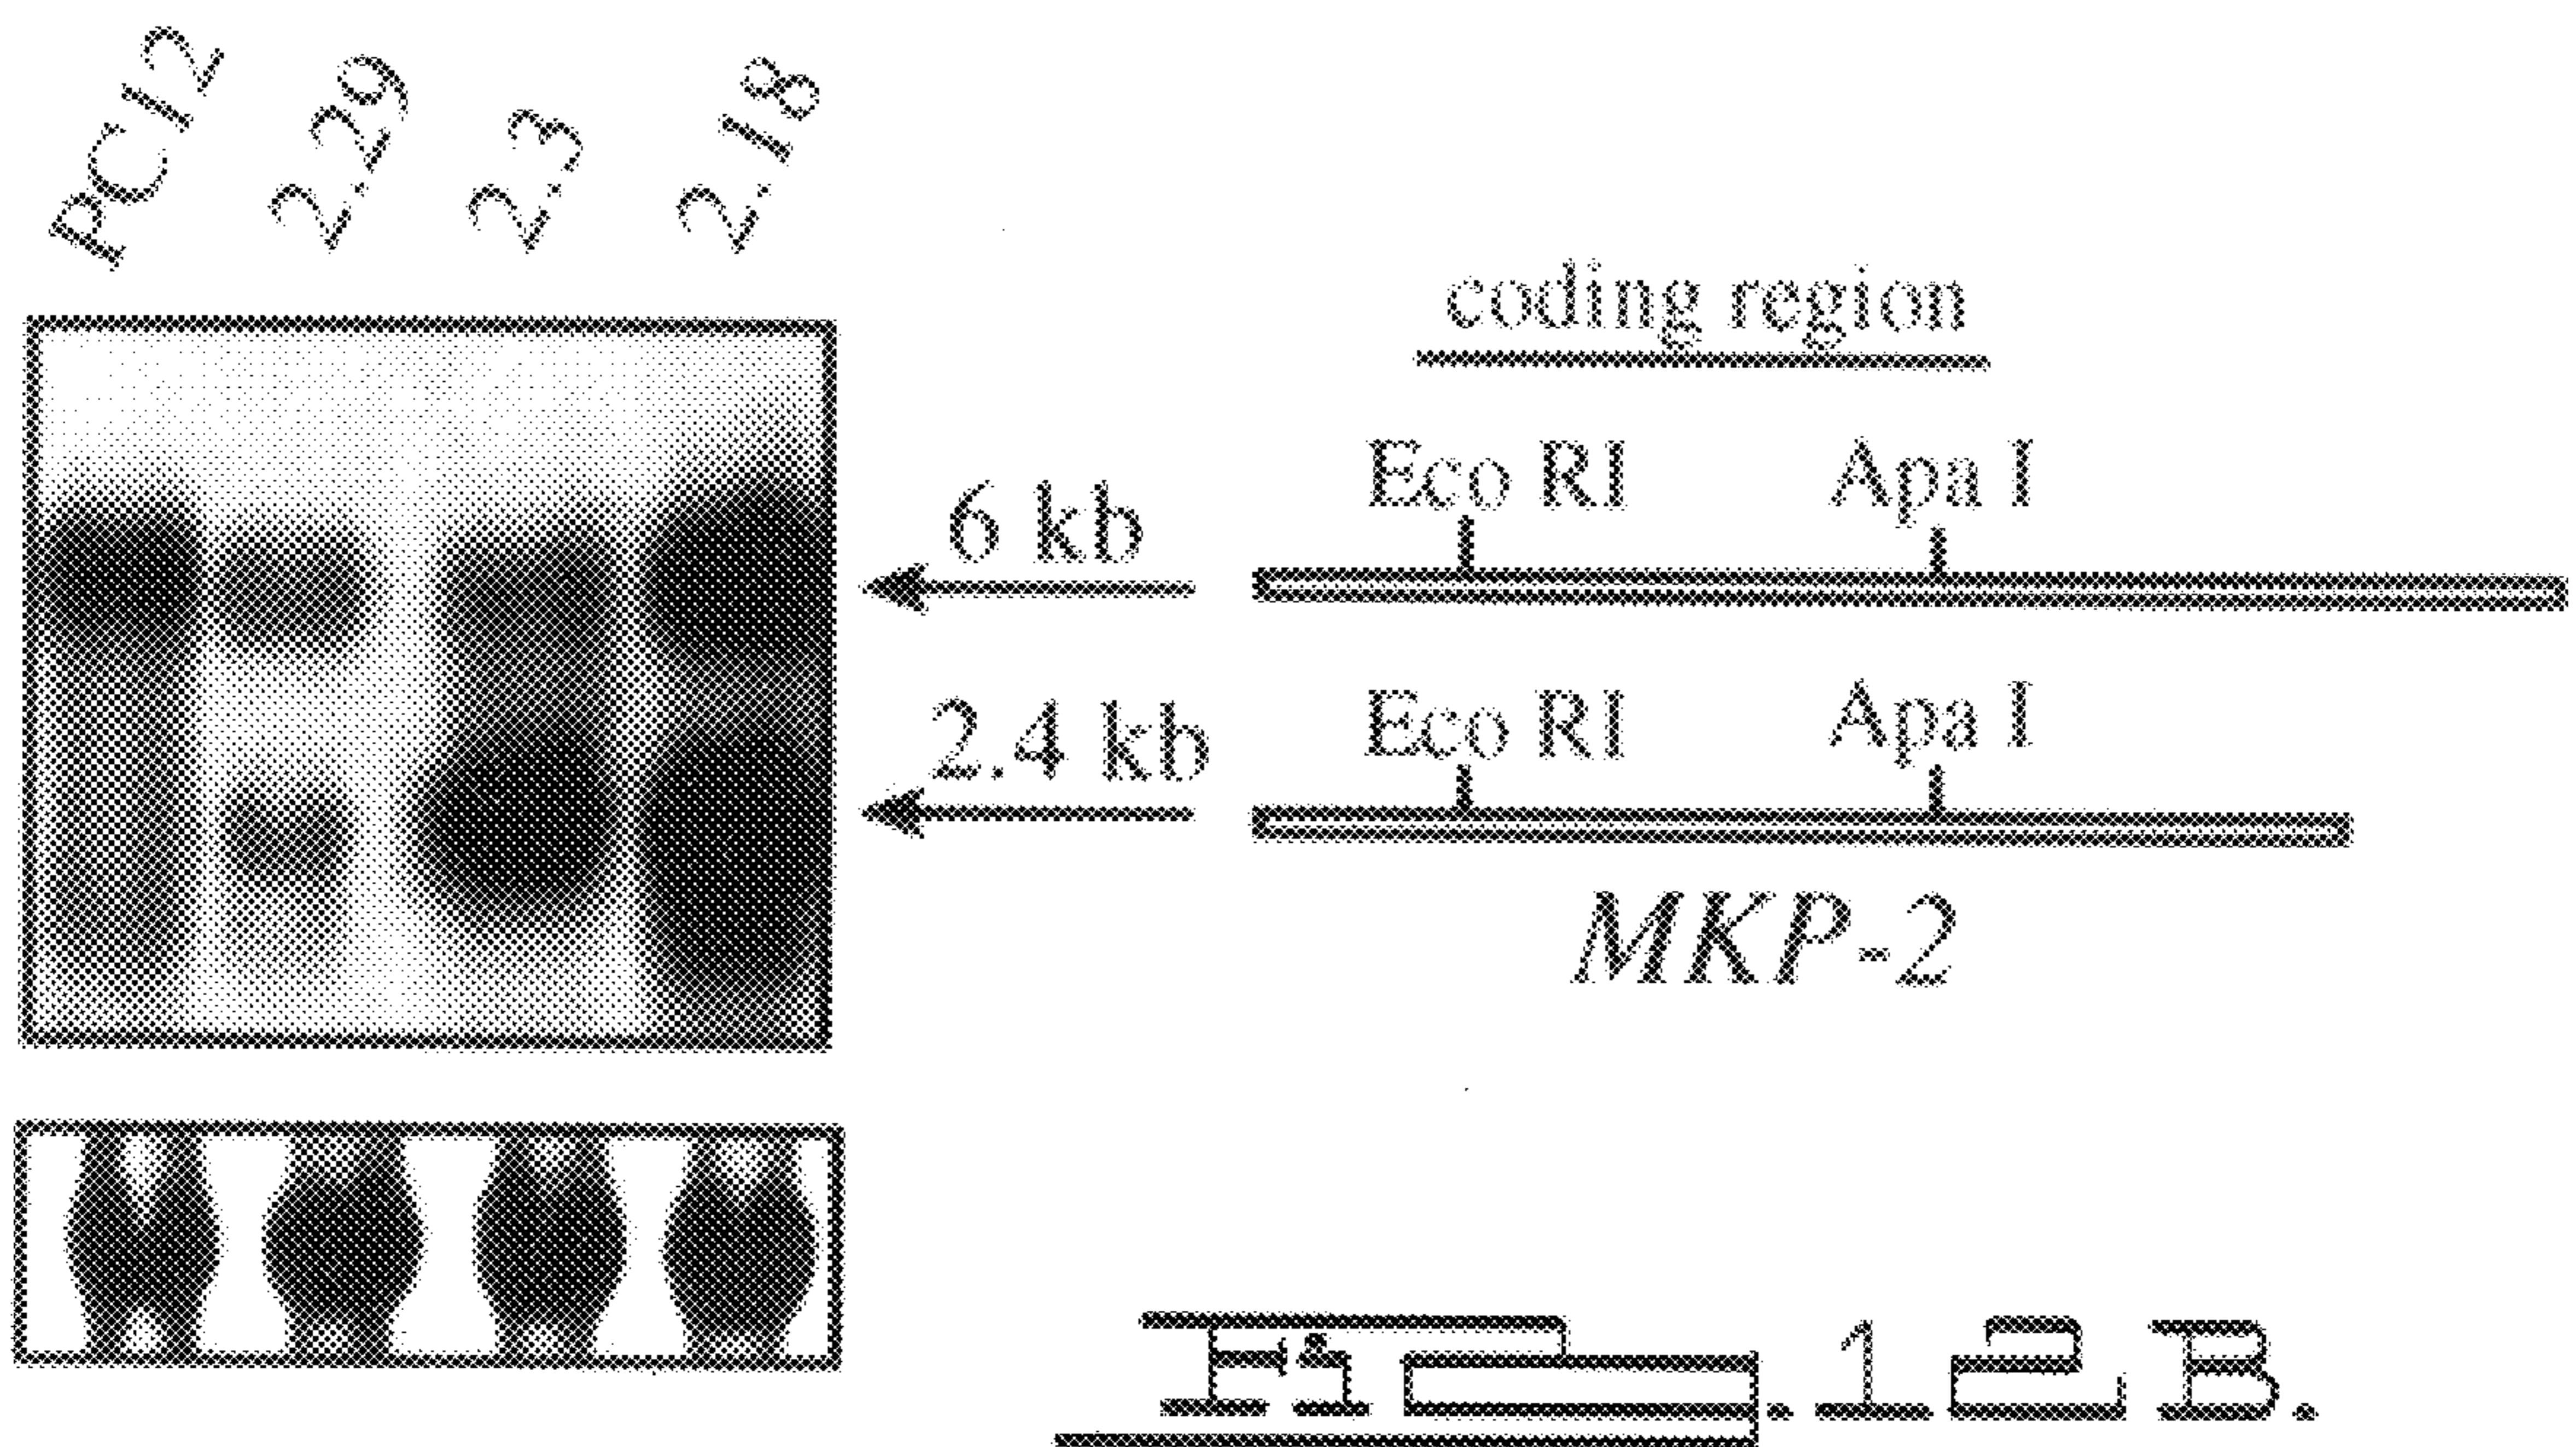 PC12 2.29 2.3 2.18
coding region
6 kb Eco RI Apa I
2.4 kb Eco RI Apa I
MKP-2
Fig.12B.